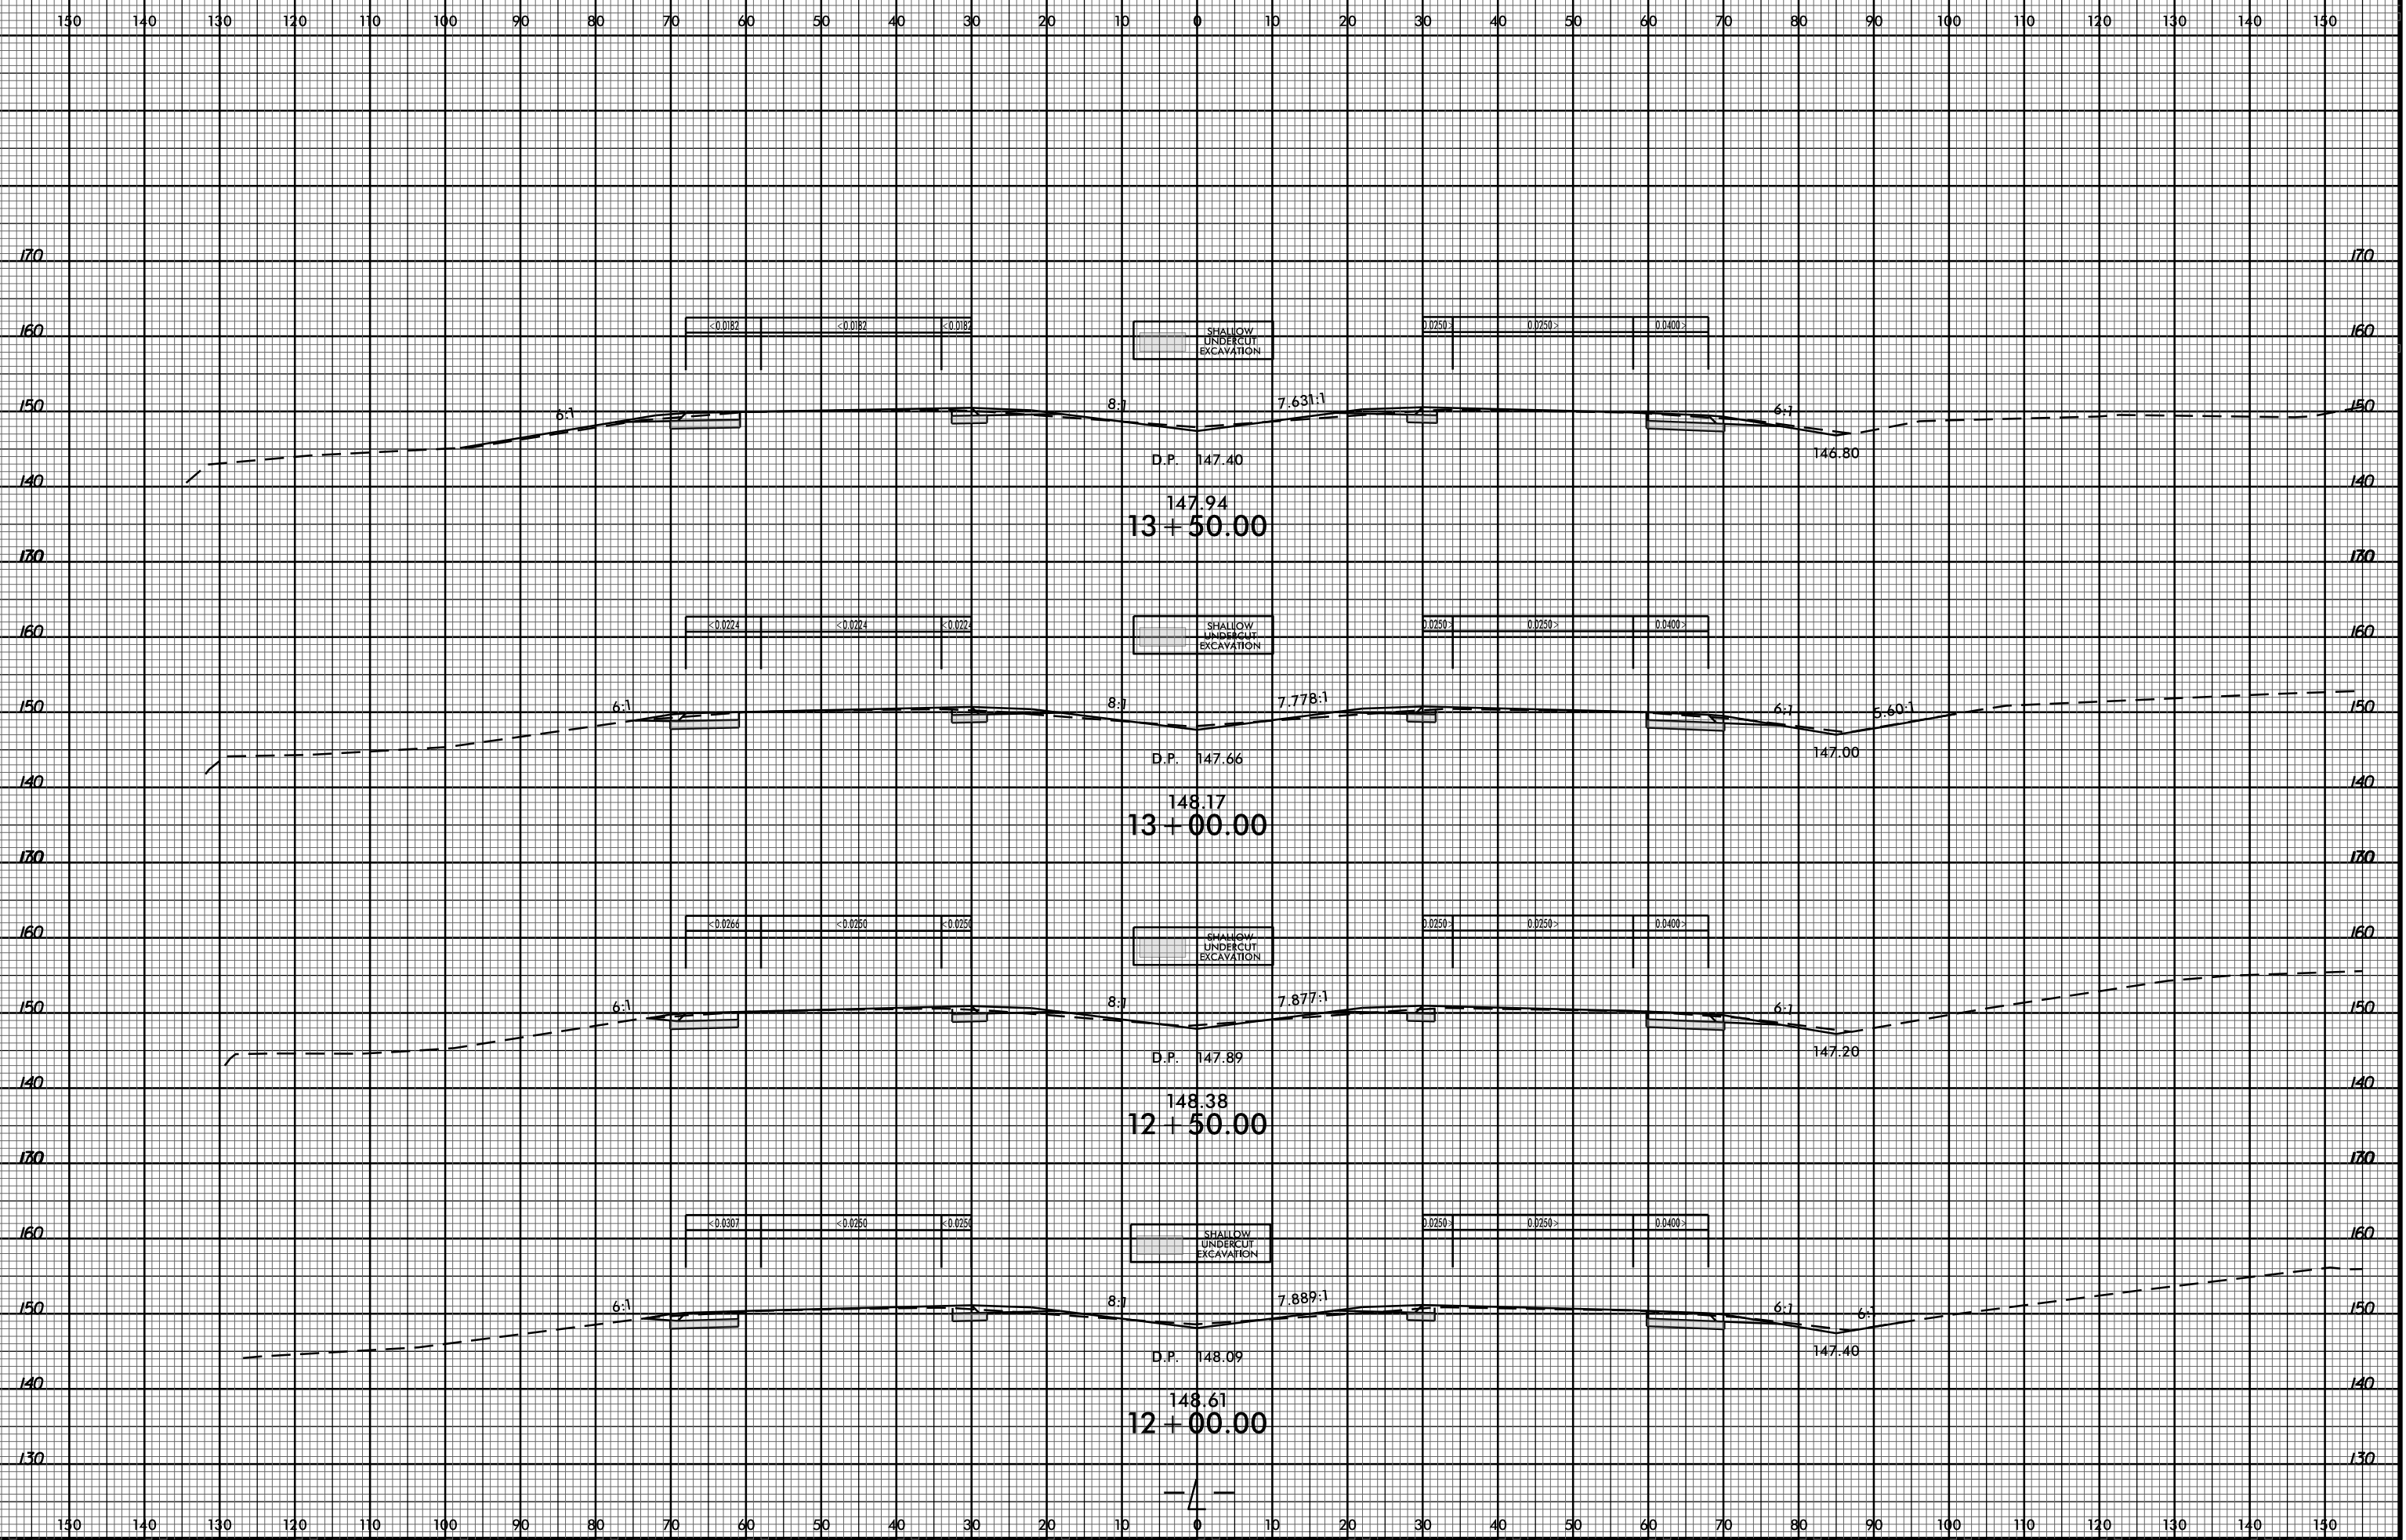 150 140 130 120 110 100 90 80 70 60 50 40 30 20 10 0 10 20 30 40 50 60 70 80 90 100 110 120 130 140 150
170 170
<0.0182 <0.0182 <0.0182 SHALLOW 0.0250> 0.0250> 0.0400>
160 UNDERCUT 160
EXCAVATION
150 6:1 8:1 7.631:1 6:1 150
D.P. 147.40 146.80
140 140
147.94
13+50.00
130 130
170 170
<0.0224 <0.0224 <0.0224 SHALLOW 0.0250> 0.0250> 0.0400>
160 UNDERCUT 160
EXCAVATION
150 6:1 8:1 7.778:1 6:1 5.60:1 150
D.P. 147.66 147.00
140 140
148.17
13+00.00
130 130
170 170
<0.0266 <0.0250 <0.0250 0.0250> 0.0250> 0.0400>
160 SHALLOW 160
UNDERCUT
EXCAVATION
150 6:1 8:1 7.877:1 6:1 150
D.P. 147.89 147.20
140 140
148.38
12+50.00
130 130
170 170
<0.0307 <0.0250 <0.0250 0.0250> 0.0250> 0.0400>
160 SHALLOW 160
UNDERCUT
EXCAVATION
150 6:1 8:1 7.889:1 6:1 6:1 150
D.P. 148.09 147.40
140 140
148.61
12+00.00
130 130
-L-
150 140 130 120 110 100 90 80 70 60 50 40 30 20 10 0 10 20 30 40 50 60 70 80 90 100 110 120 130 140 150